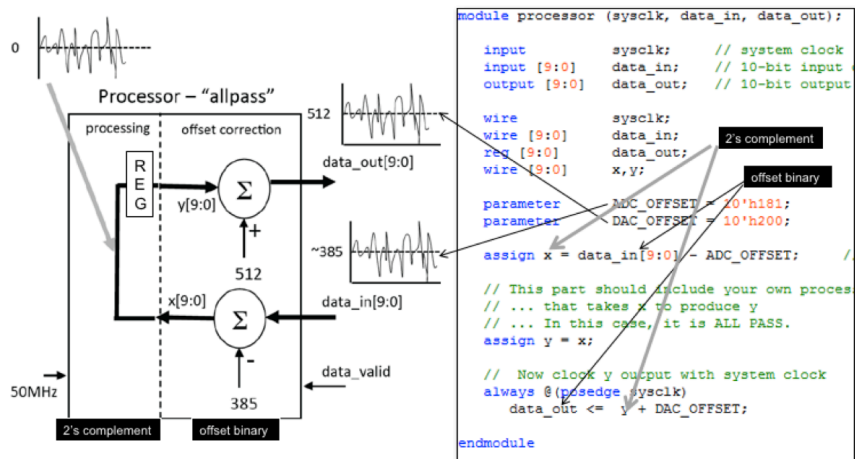 0
Processor – "allpass"
processing
offset correction
REG
y[9:0]
Σ
+
512
x[9:0]
Σ
-
385
50MHz
2's complement
offset binary
512
data_out[9:0]
~385
data_in[9:0]
data_valid
module processor (sysclk, data_in, data_out);
input sysclk; // system clock
input [9:0] data_in; // 10-bit input
output [9:0] data_out; // 10-bit output
wire sysclk;
wire [9:0] data_in;
reg [9:0] data_out;
wire [9:0] x,y;
2's complement
offset binary
parameter ADC_OFFSET = 10'h181;
parameter DAC_OFFSET = 10'h200;
assign x = data_in[9:0] - ADC_OFFSET; //
// This part should include your own proces
// ... that takes x to produce y
// ... In this case, it is ALL PASS.
assign y = x;
// Now clock y output with system clock
always @(posedge sysclk)
data_out <= y + DAC_OFFSET;
endmodule